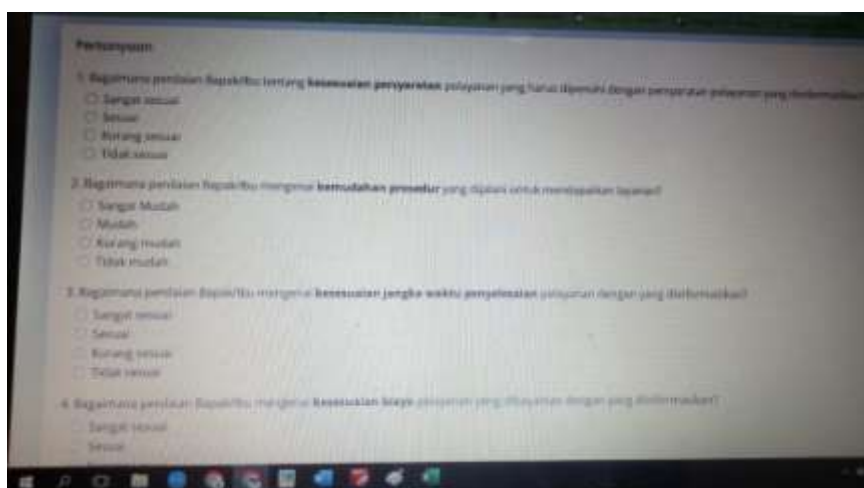 Pertanyaan
1. Bagaimana penilaian Bapak/Ibu tentang kesesuaian persyaratan pelayanan yang harus dipenuhi dengan persyaratan pelayanan yang diinformasikan?
Sangat sesuai
Sesuai
Kurang sesuai
Tidak sesuai
2. Bagaimana penilaian Bapak/Ibu mengenai kemudahan prosedur yang dijalani untuk mendapatkan layanan?
Sangat Mudah
Mudah
Kurang mudah
Tidak mudah
3. Bagaimana penilaian Bapak/Ibu mengenai kesesuaian jangka waktu penyelesaian pelayanan dengan yang diinformasikan?
Sangat sesuai
Sesuai
Kurang sesuai
Tidak sesuai
4. Bagaimana penilaian Bapak/Ibu mengenai kesesuaian biaya pelayanan yang dibayarkan dengan yang diinformasikan?
Sangat sesuai
Sesuai